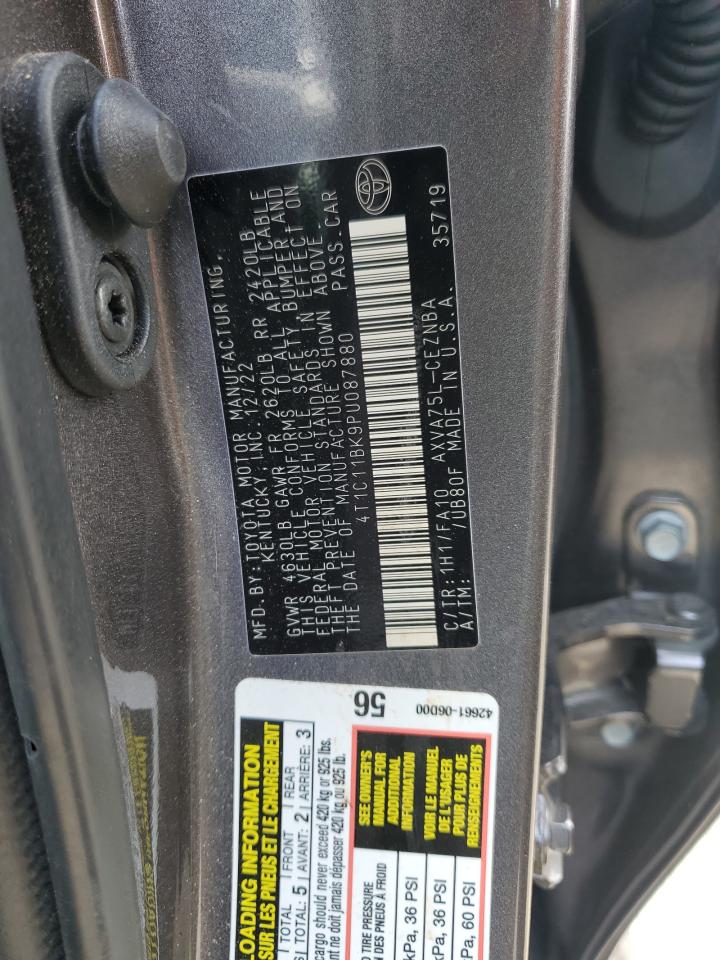 MFD. BY: TOYOTA MOTOR MANUFACTURING,
KENTUCKY, INC. 12/22
GVWR 4630LB GAWR FR 2620LB RR 2420LB
THIS VEHICLE CONFORMS TO ALL APPLICABLE
FEDERAL MOTOR VEHICLE SAFETY, BUMPER AND
THEFT PREVENTION STANDARDS IN EFFECT ON
THE DATE OF MANUFACTURE SHOWN ABOVE.
4T1C11BK9PU087880 PASS.CAR
C/TR: 1H1/FA10 AXVA75L-CEZNBA
A/TM: /UB80F MADE IN U.S.A. 35719
LOADING INFORMATION
SUR LES PNEUS ET LE CHARGEMENT
TOTAL FRONT REAR
TOTAL: 5 AVANT: 2 ARRIÈRE: 3
cargo should never exceed 420 kg or 925 lbs.
nt ne doit jamais dépasser 420 kg ou 925 lb.
56
42661-06D00
D TIRE PRESSURE
ON DES PNEUS À FROID
kPa, 36 PSI
kPa, 36 PSI
kPa, 60 PSI
SEE OWNER'S
MANUAL FOR
ADDITIONAL
INFORMATION
VOIR LE MANUEL
DE L'USAGER
POUR PLUS DE
RENSEIGNEMENTS